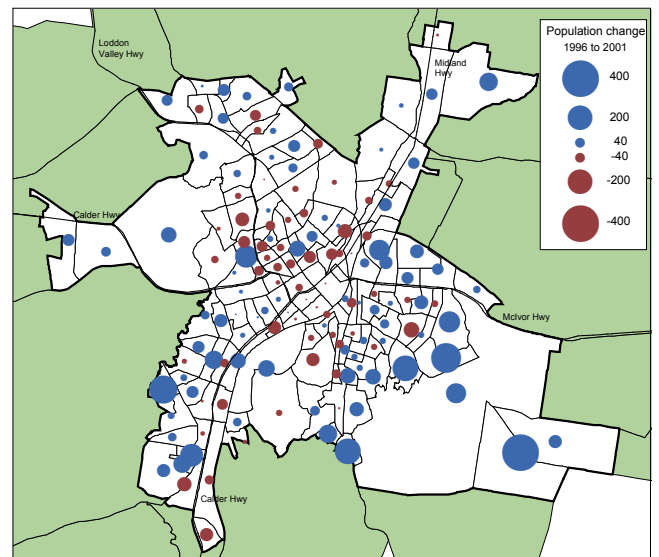 Loddon
Valley Hwy
Midland
Hwy
Population change
1996 to 2001
400
200
40
-40
-200
-400
Calder Hwy
McIvor Hwy
Calder Hwy